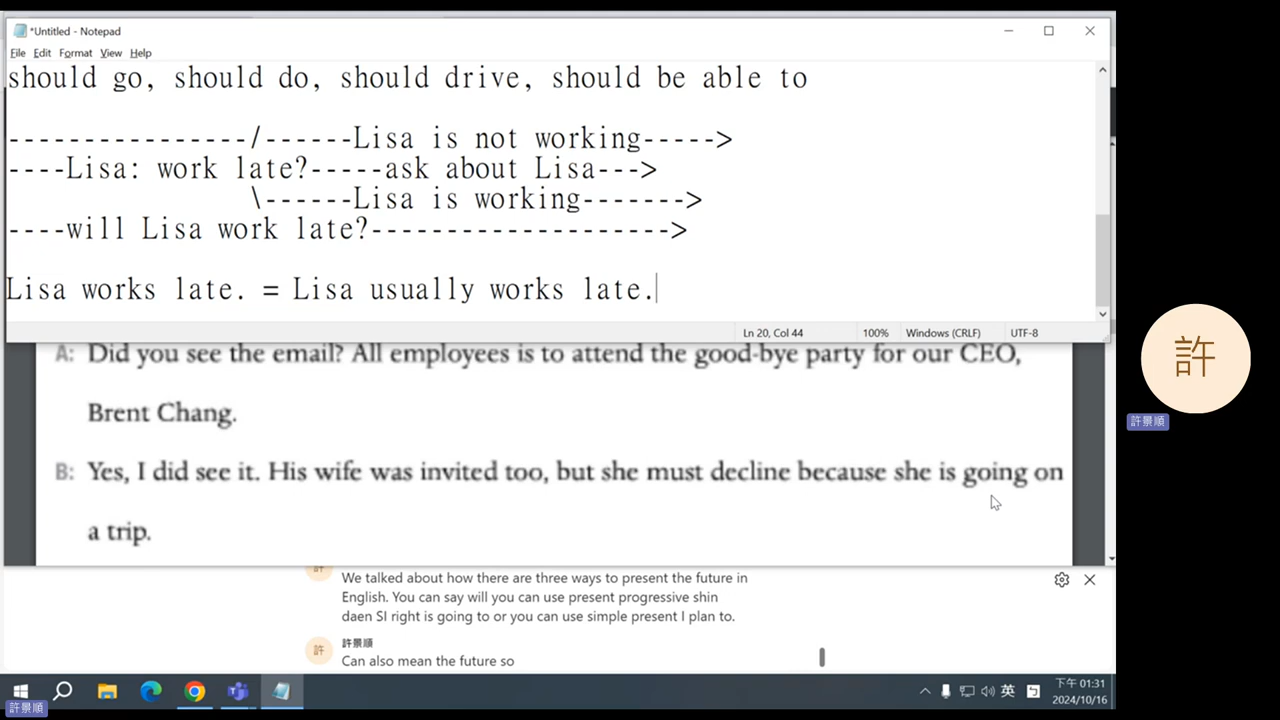 *Untitled - Notepad
File Edit Format View Help
should go, should do, should drive, should be able to
----------------/------Lisa is not working----->
----Lisa: work late?-----ask about Lisa--->
\------Lisa is working------->
----will Lisa work late?-------------------->
Lisa works late. = Lisa usually works late.
Ln 20, Col 44 100% Windows (CRLF) UTF-8
A: Did you see the email? All employees is to attend the good-bye party for our CEO,
Brent Chang.
B: Yes, I did see it. His wife was invited too, but she must decline because she is going on
a trip.
許
We talked about how there are three ways to present the future in
English. You can say will you can use present progressive shin
daen SI right is going to or you can use simple present I plan to.
許
許景順
Can also mean the future so
許
許景順
英
下午 01:31
2024/10/16
許景順